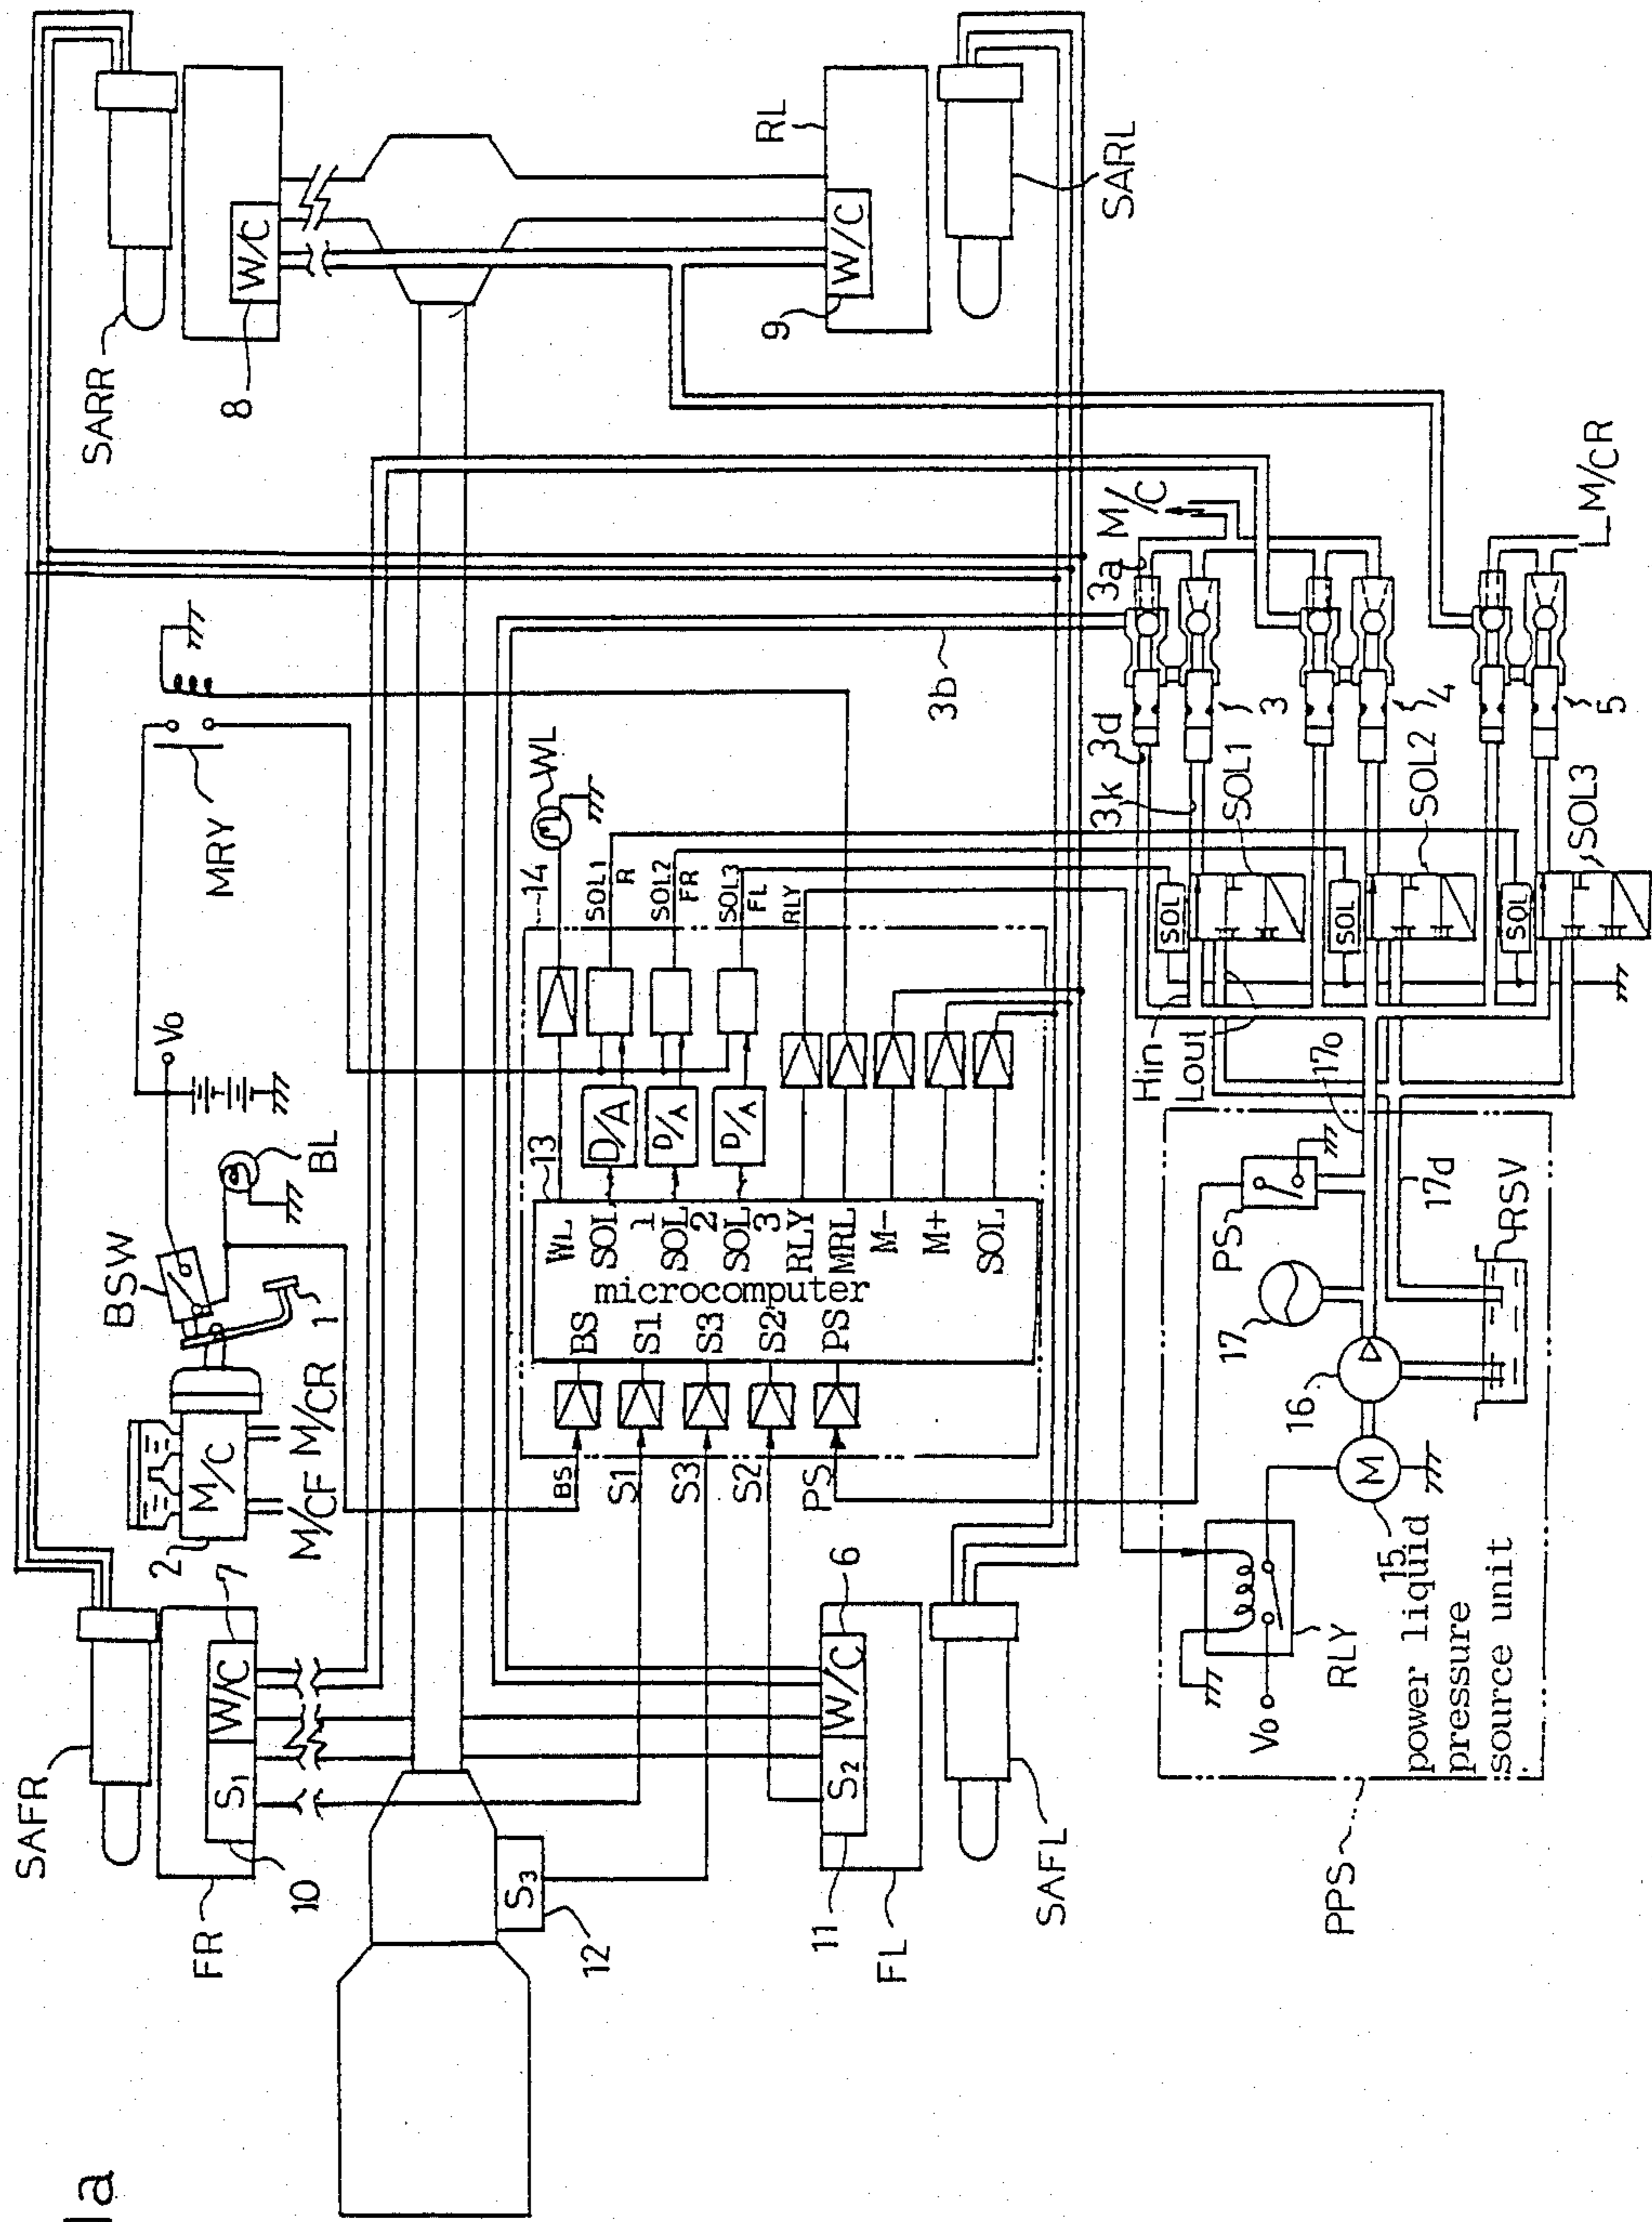 1a
SARR
8
W/C
RL
W/C
9
SARL
MRY
Vo
BSW
BL
1
M/C
2
M/CF
M/CR
SAFR
7
W/C
S1
10
FR
S3
12
6
W/C
S2
11
FL
SAFL
14
WL
SOL1
R
SOL2
FR
SOL3
FL
RLY
13
D/A
D/A
D/A
WL
SOL 1
SOL 2
SOL 3
RLY
MRL
M-
M+
SOL
microcomputer
BS
S1
S3
S2
PS
BS
S1
S3
S2
PS
3b
3a
M/C
M/CR
3d
3k
3
4
5
SOL1
SOL2
SOL3
SOL
SOL
SOL
Hin
Lout
17o
17d
PS
17
16
RSV
M
15
RLY
Vo
power liquid
pressure
source unit
PPS